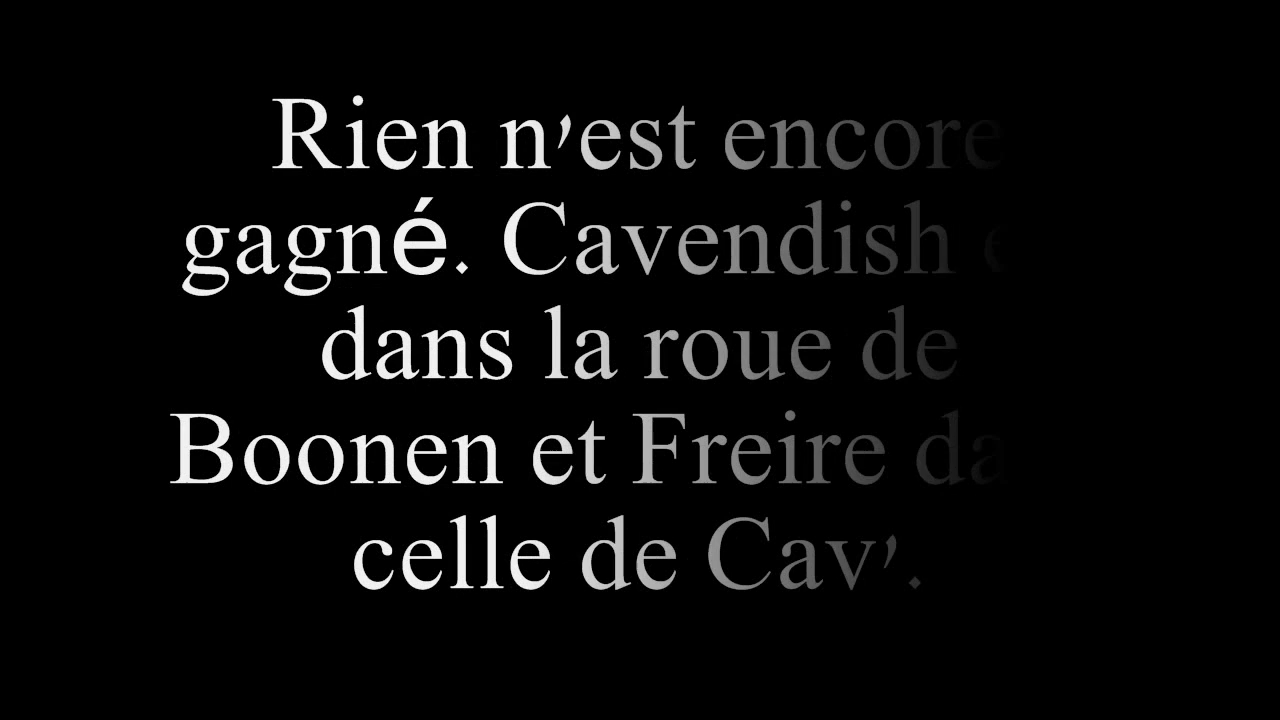 Rien n'est encore
gagné. Cavendish
dans la roue de
Boonen et Freire
celle de Cav'.